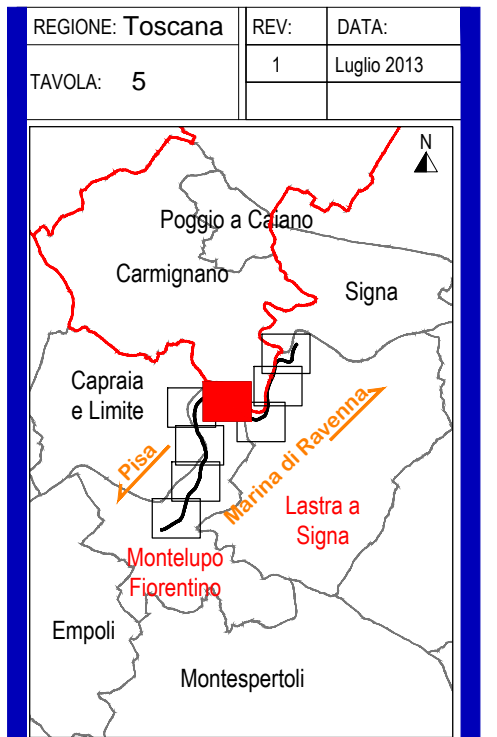 REGIONE: Toscana
REV:
DATA:
TAVOLA: 5
1
Luglio 2013
N
Poggio a Caiano
Carmignano
Signa
Capraia
e Limite
Pisa
Marina di Ravenna
Lastra a
Signa
Montelupo
Fiorentino
Empoli
Montespertoli